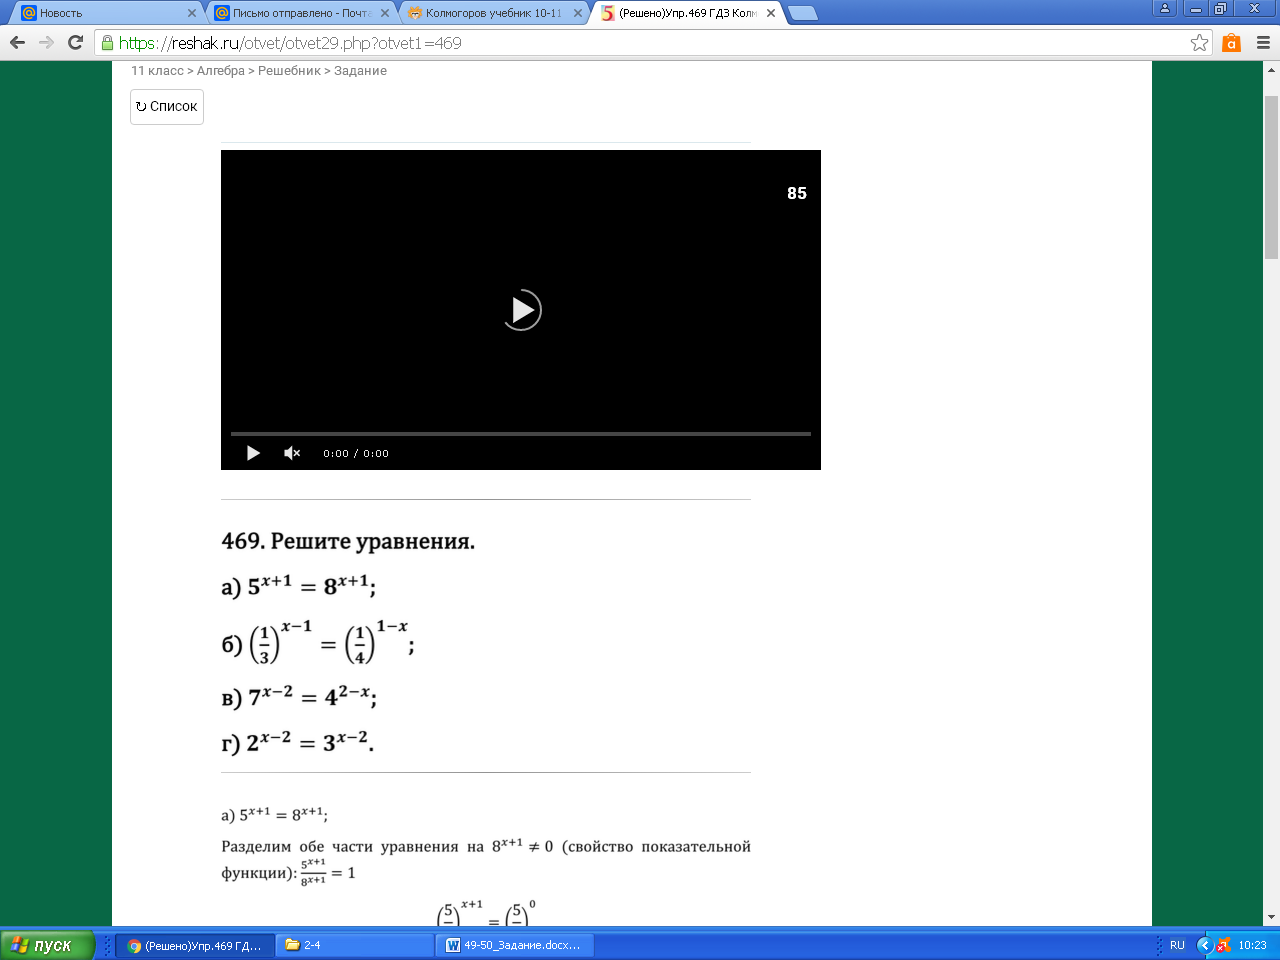 Новость
Письмо отправлено - Почта
Колмогоров учебник 10-11
(Решено)Упр.469 ГДЗ Колм
https://reshak.ru/otvet/otvet29.php?otvet1=469
11 класс > Алгебра > Решебник > Задание
↻ Список
85
0:00 / 0:00
469. Решите уравнения.
а) 5^{x+1} = 8^{x+1};
б) (1/3)^{x−1} = (1/4)^{1−x};
в) 7^{x−2} = 4^{2−x};
г) 2^{x−2} = 3^{x−2}.
а) 5^{x+1} = 8^{x+1};
Разделим обе части уравнения на 8^{x+1} ≠ 0 (свойство показательной
функции): 5^{x+1}/8^{x+1} = 1
(5/)^{x+1} = (5/)^{0}
пуск
(Решено)Упр.469 ГД...
2-4
49-50_Задание.docx...
RU
10:23